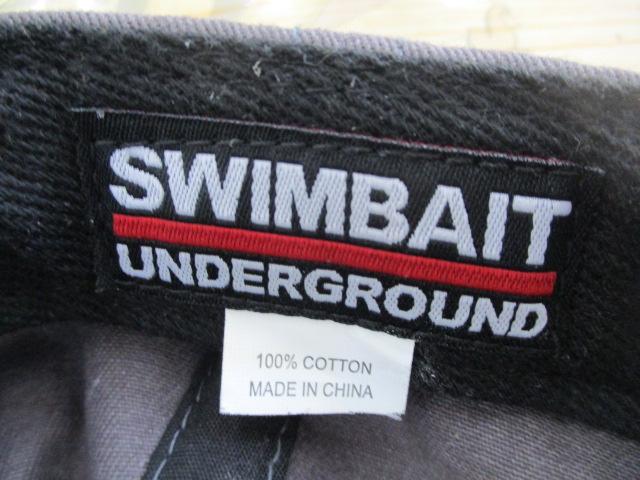 SWIMBAIT
UNDERGROUND
100% COTTON
MADE IN CHINA